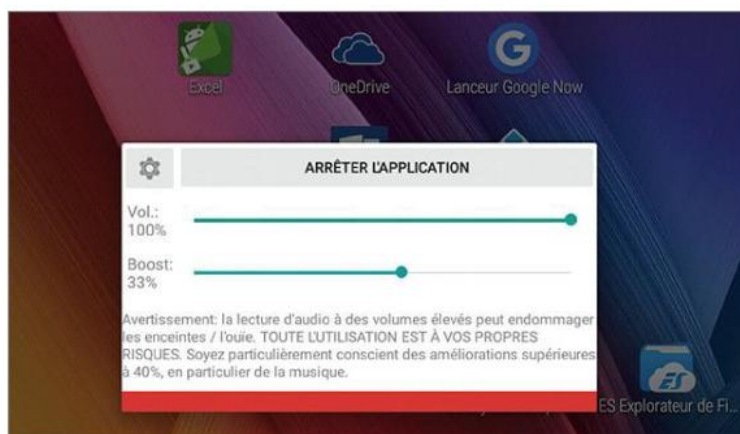 Excel
OneDrive
Lanceur Google Now
ARRÊTER L'APPLICATION
Vol.:
100%
Boost:
33%
Avertissement: la lecture d'audio à des volumes élevés peut endommager
les enceintes / l'ouïe. TOUTE L'UTILISATION EST À VOS PROPRES
RISQUES. Soyez particulièrement conscient des améliorations supérieures
à 40%, en particulier de la musique.
ES Explorateur de Fi...